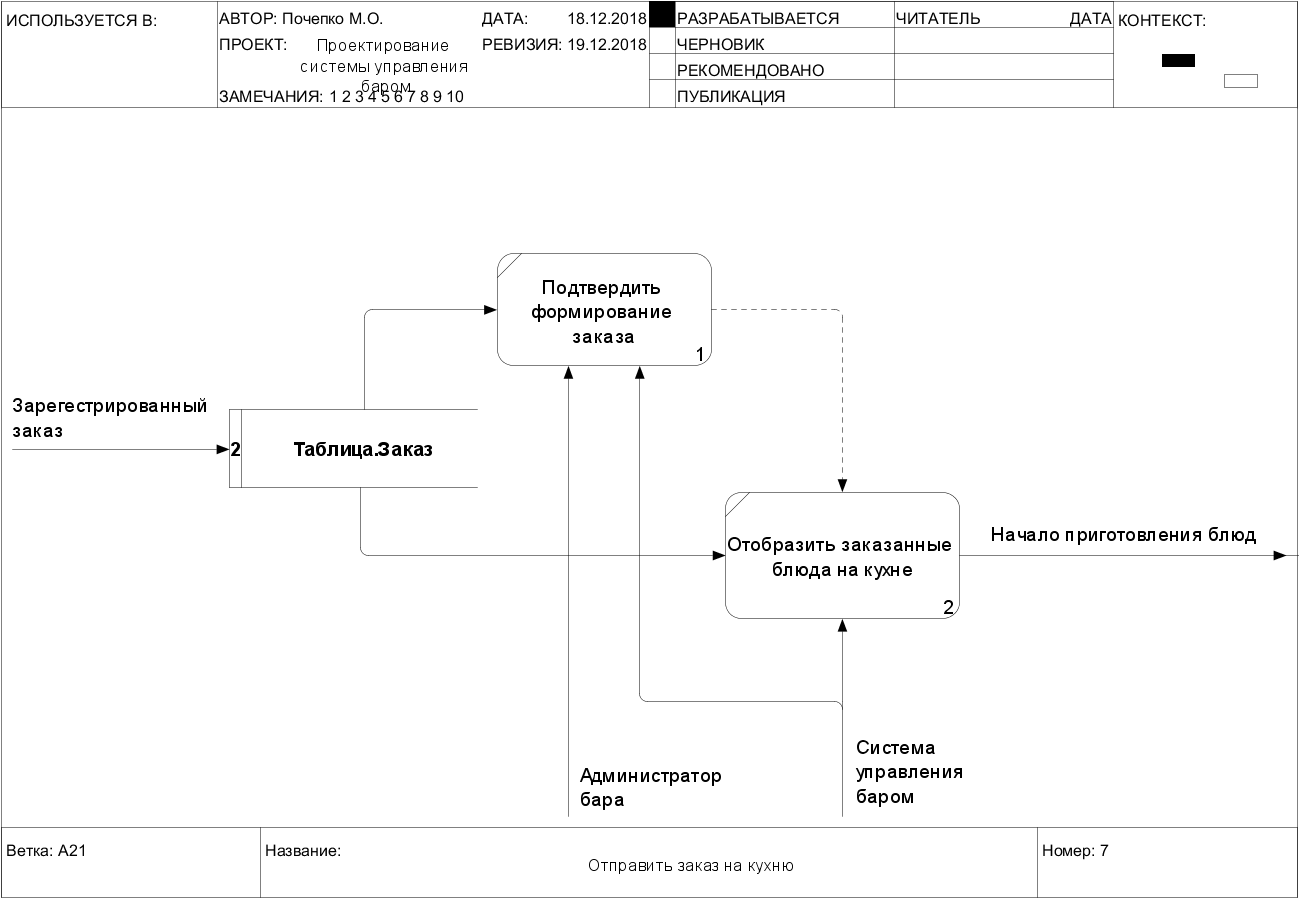 ИСПОЛЬЗУЕТСЯ В:
АВТОР: Почепко М.О.
ДАТА: 18.12.2018
ПРОЕКТ: Проектирование
системы управления
баром
РЕВИЗИЯ: 19.12.2018
ЗАМЕЧАНИЯ: 1 2 3 4 5 6 7 8 9 10
РАЗРАБАТЫВАЕТСЯ
ЧЕРНОВИК
РЕКОМЕНДОВАНО
ПУБЛИКАЦИЯ
ЧИТАТЕЛЬ ДАТА
КОНТЕКСТ:
Подтвердить
формирование
заказа
1
Зарегестрированный
заказ
2 Таблица.Заказ
Отобразить заказанные
блюда на кухне
2
Начало приготовления блюд
Администратор
бара
Система
управления
баром
Ветка: A21
Название:
Отправить заказ на кухню
Номер: 7